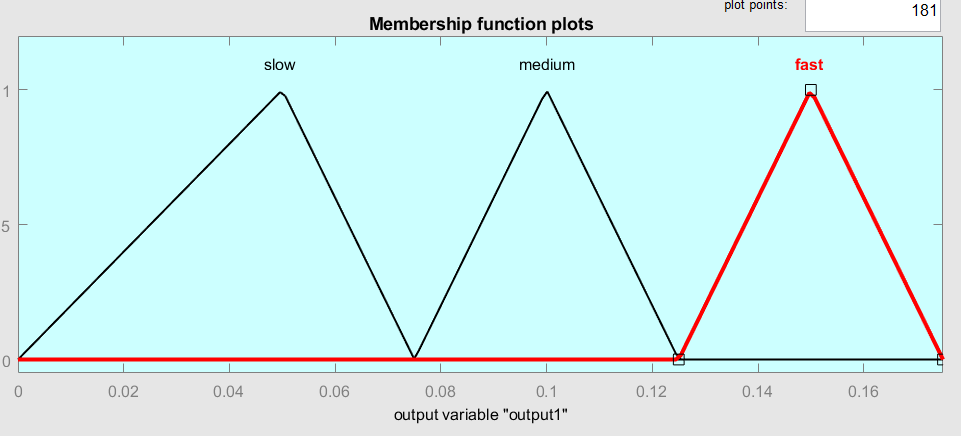 plot points:
181
Membership function plots
slow
medium
fast
1
5
0
0 0.02 0.04 0.06 0.08 0.1 0.12 0.14 0.16
output variable "output1"